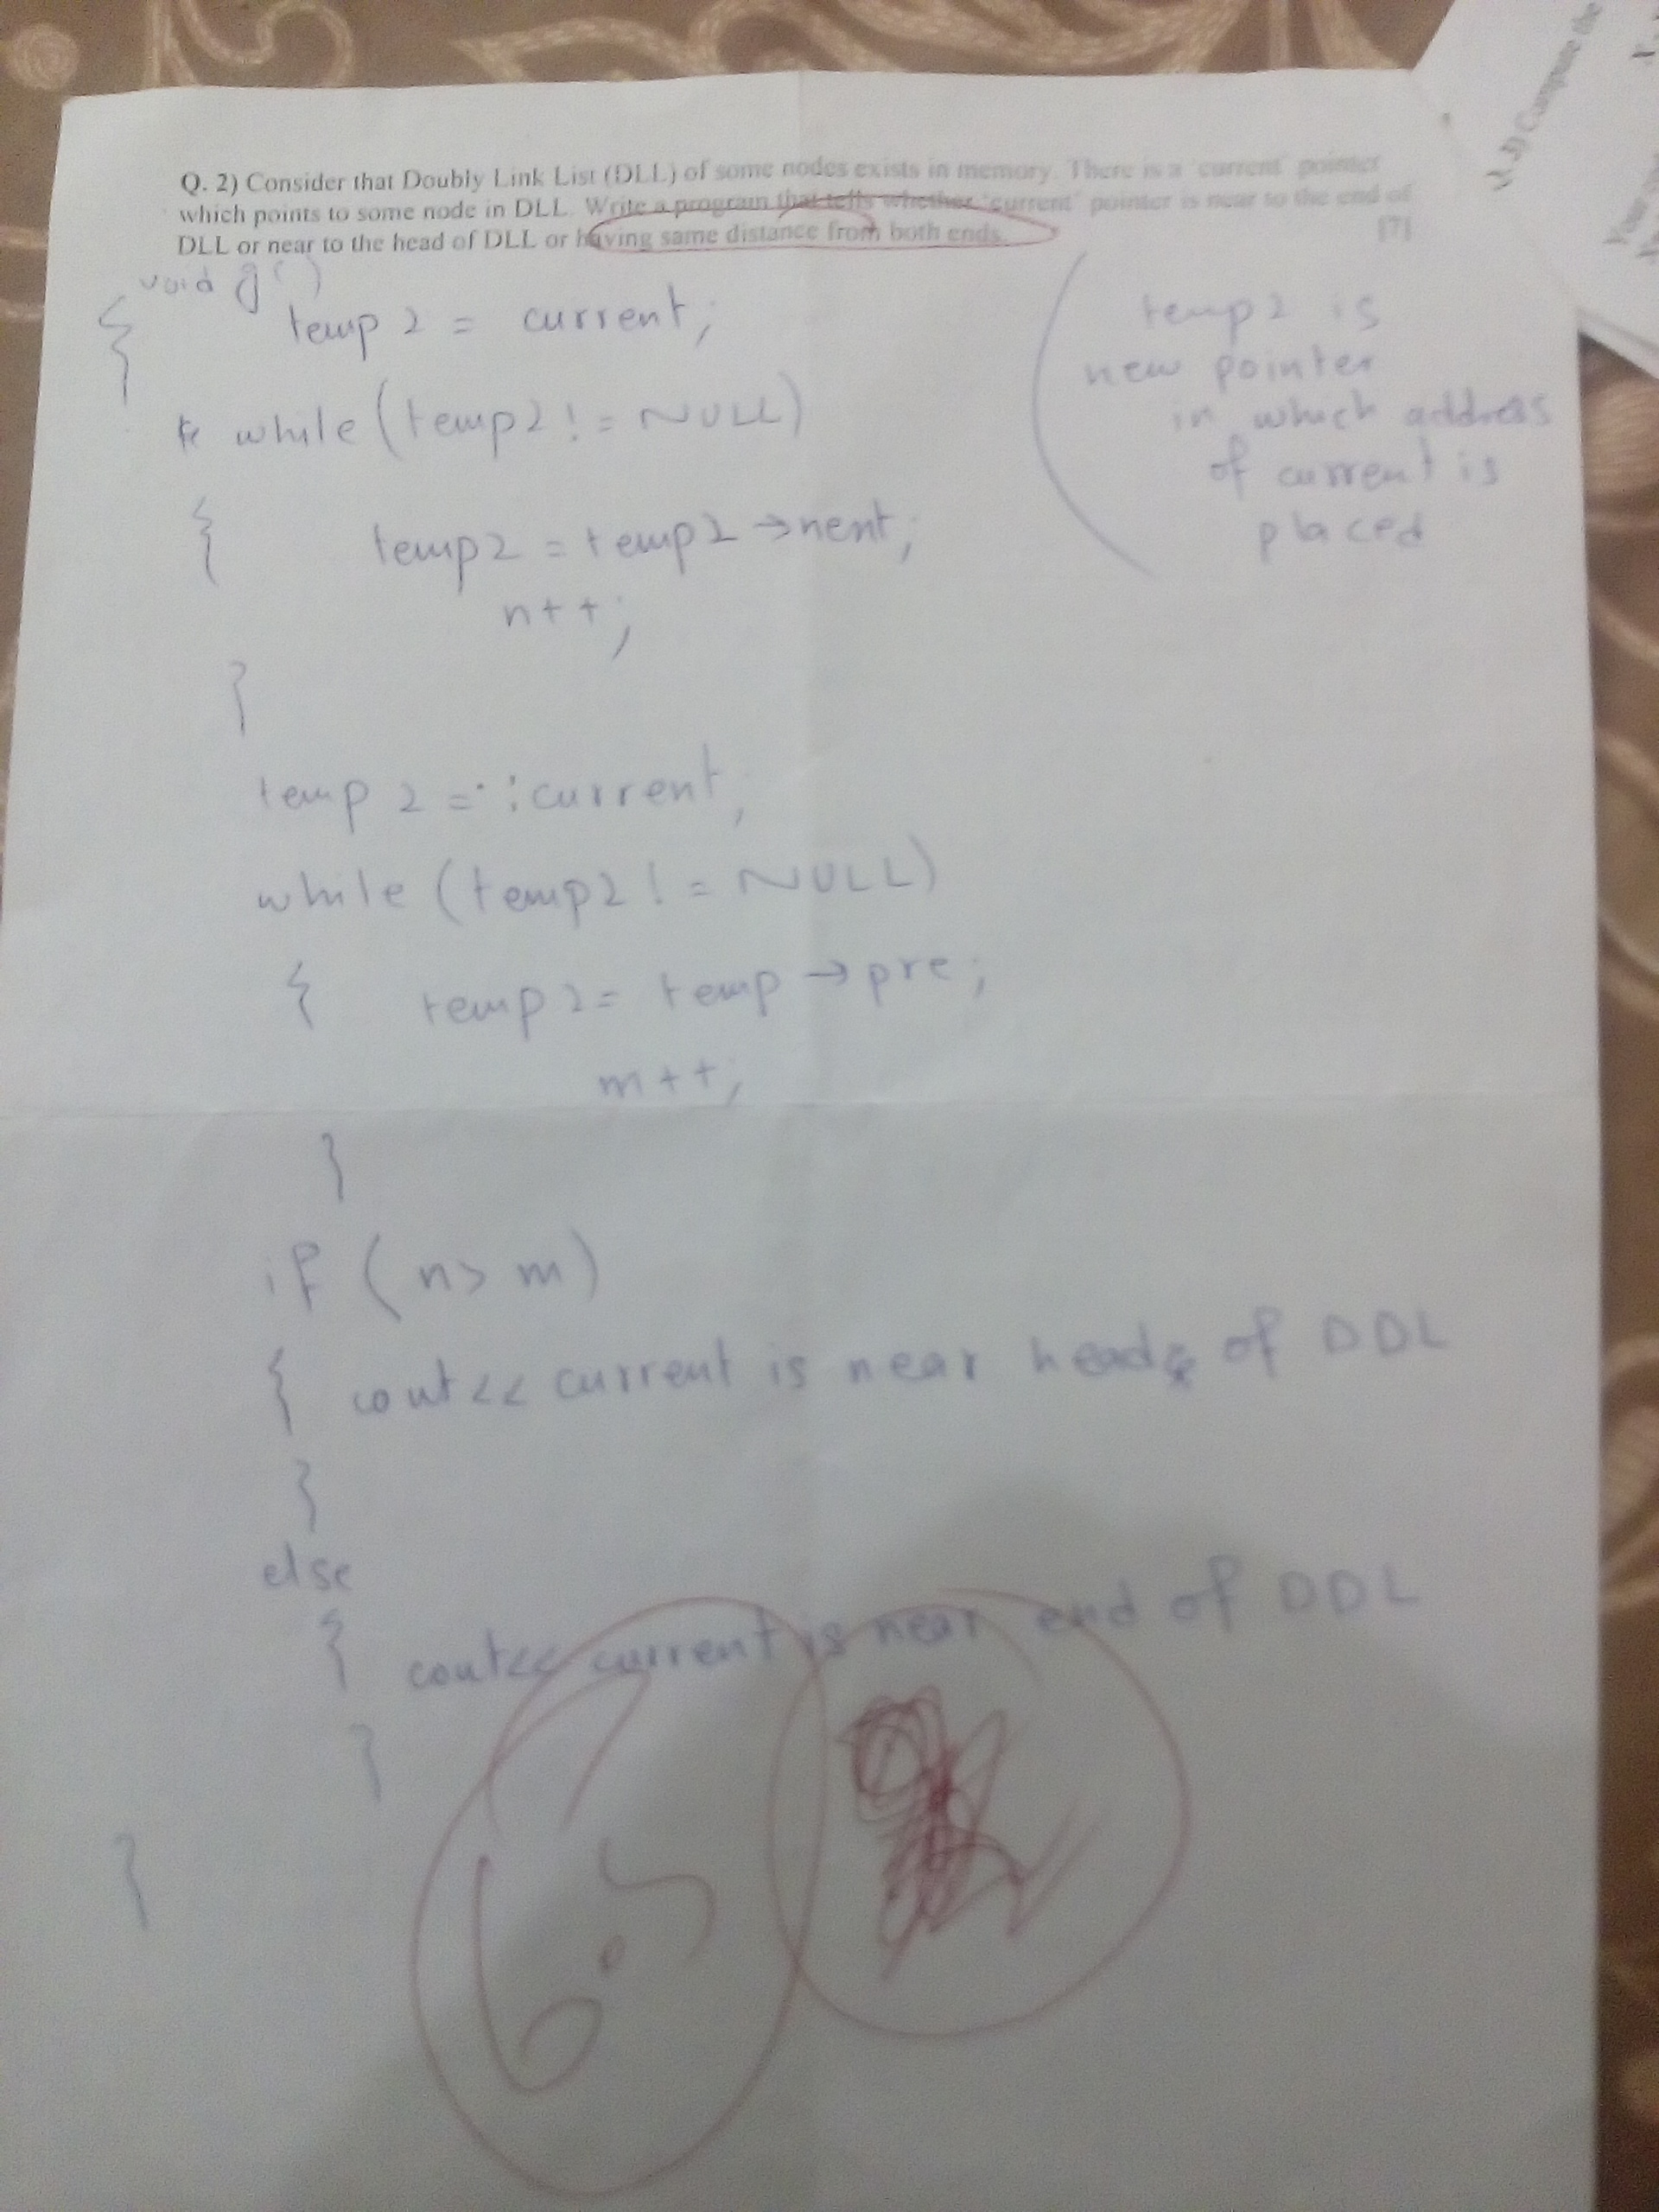 Q. 2) Consider that Doubly Link List (DLL) of some nodes exists in memory. There is a 'current' pointer
which points to some node in DLL. Write a program that tells whether 'current' pointer is near to the end of
DLL or near to the head of DLL or having same distance from both ends.
[7]
void g()
{ temp 2 = current;
while (temp2 != NULL)
{ temp2 = temp2 → nent;
n++;
}
temp 2 = current;
while (temp2 != NULL)
{ temp2 = temp → pre;
m++;
}
if (n> m)
{ cout<< current is near head of DDL
}
else
{ cout<< current is near end of DDL
}
}
temp2 is
new pointer
in which address
of current is
placed
6.5
7
Q. 3) Compare the